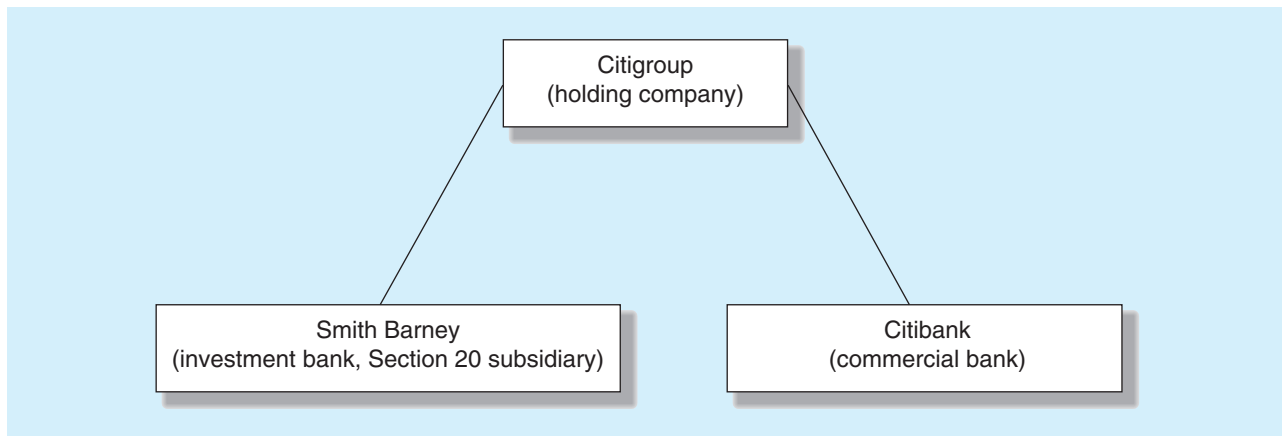 Citigroup
(holding company)
Smith Barney
(investment bank, Section 20 subsidiary)
Citibank
(commercial bank)